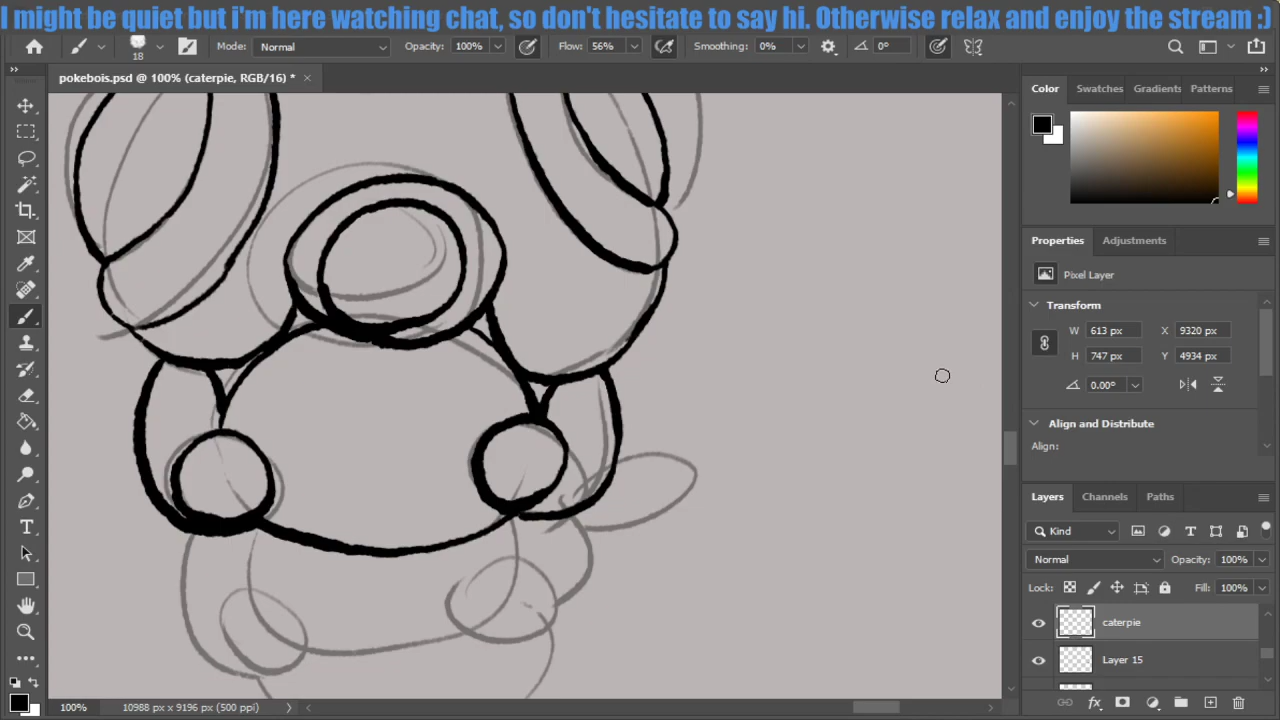 I might be quiet but i'm here watching chat, so don't hesitate to say hi. Otherwise relax and enjoy the stream :)
18 Mode: Normal Opacity: 100% Flow: 56% Smoothing: 0% 0°
pokebois.psd @ 100% (caterpie, RGB/16) *
Color Swatches Gradients Patterns
Properties Adjustments
Pixel Layer
Transform
W 613 px X 9320 px
H 747 px Y 4934 px
0.00°
Align and Distribute
Align:
Layers Channels Paths
Kind
Normal Opacity: 100%
Lock: Fill: 100%
caterpie
Layer 15
100% 10988 px x 9196 px (500 ppi)